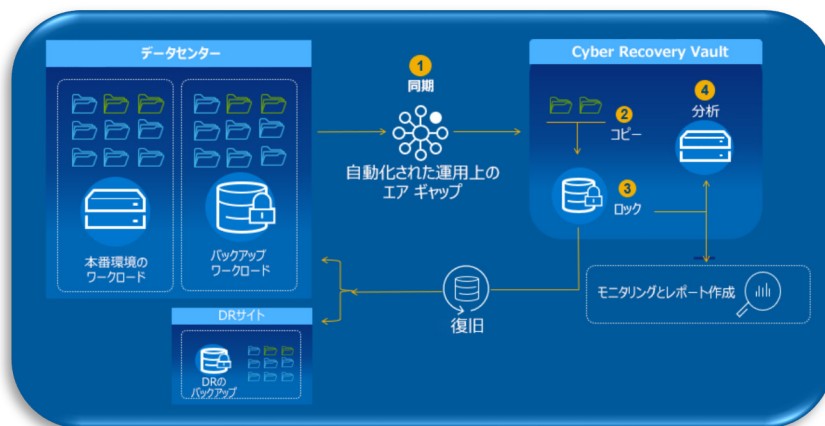 データセンター
本番環境の
ワークロード
バックアップ
ワークロード
1
同期
自動化された運用上の
エア ギャップ
Cyber Recovery Vault
2
コピー
3
ロック
4
分析
モニタリングとレポート作成
復旧
DRサイト
DRの
バックアップ